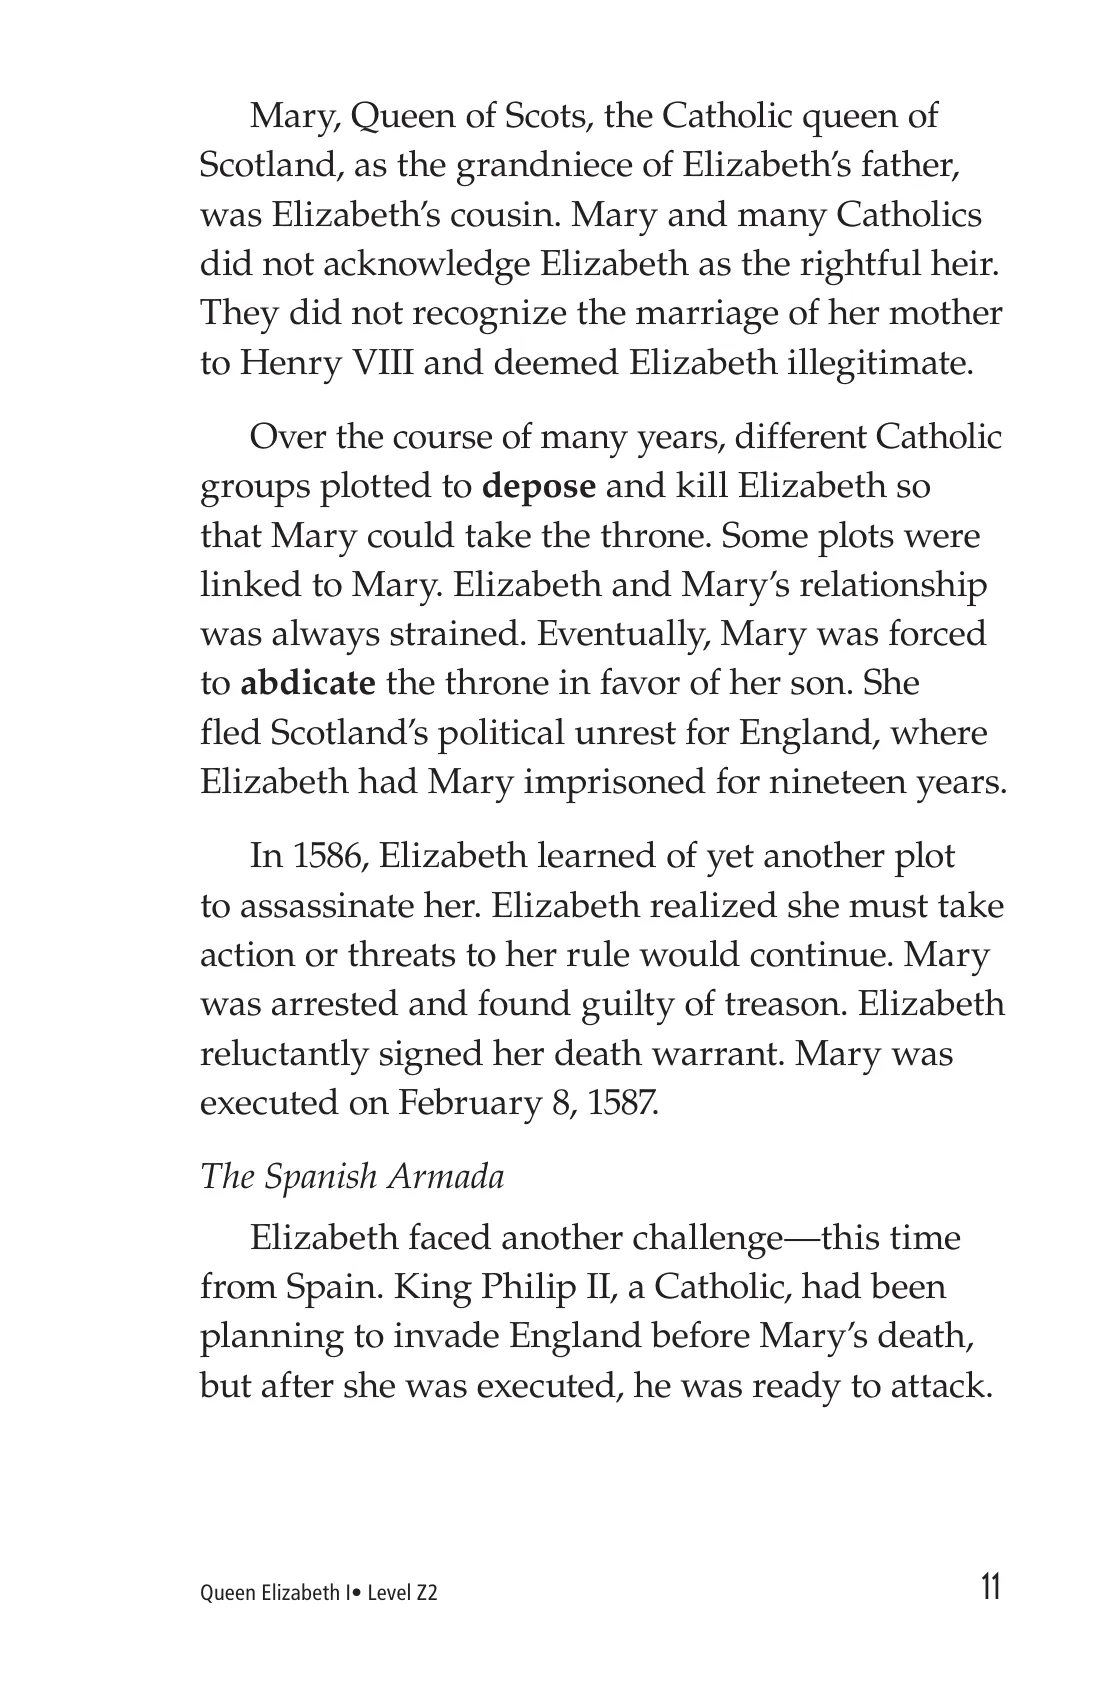 Mary, Queen of Scots, the Catholic queen of
Scotland, as the grandniece of Elizabeth’s father,
was Elizabeth’s cousin. Mary and many Catholics
did not acknowledge Elizabeth as the rightful heir.
They did not recognize the marriage of her mother
to Henry VIII and deemed Elizabeth illegitimate.
Over the course of many years, different Catholic
groups plotted to depose and kill Elizabeth so
that Mary could take the throne. Some plots were
linked to Mary. Elizabeth and Mary’s relationship
was always strained. Eventually, Mary was forced
to abdicate the throne in favor of her son. She
fled Scotland’s political unrest for England, where
Elizabeth had Mary imprisoned for nineteen years.
In 1586, Elizabeth learned of yet another plot
to assassinate her. Elizabeth realized she must take
action or threats to her rule would continue. Mary
was arrested and found guilty of treason. Elizabeth
reluctantly signed her death warrant. Mary was
executed on February 8, 1587.
The Spanish Armada
Elizabeth faced another challenge—this time
from Spain. King Philip II, a Catholic, had been
planning to invade England before Mary’s death,
but after she was executed, he was ready to attack.
Queen Elizabeth I• Level Z2 11